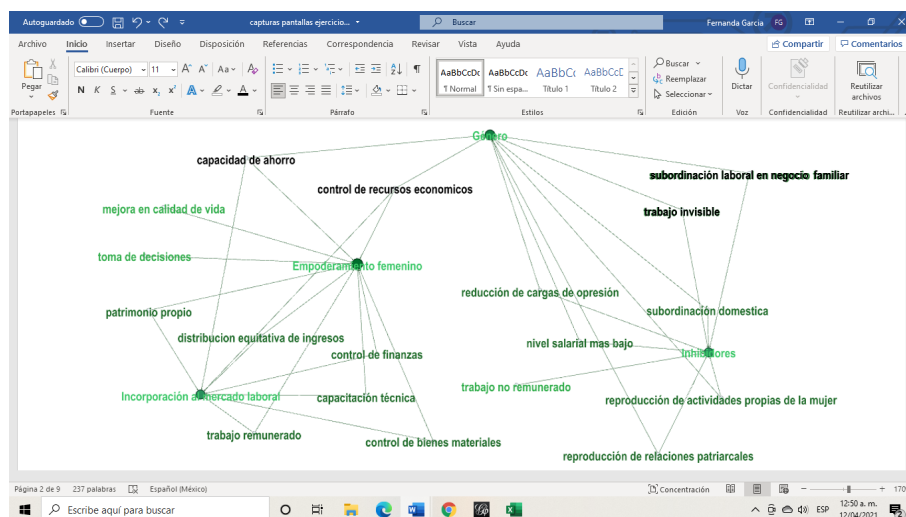 Autoguardado
capturas pantallas ejercicio...
Buscar
Fernanda Garcia
FG
Archivo Inicio Insertar Diseño Disposición Referencias Correspondencia Revisar Vista Ayuda
Compartir Comentarios
Pegar
Calibri (Cuerpo) 11
N K S ab x, x²
AaBbCcDc AaBbCcDc AaBbCc AaBbCcE
¶ Normal ¶ Sin espa... Título 1 Título 2
Buscar
Reemplazar
Seleccionar
Dictar
Confidencialidad
Reutilizar
archivos
Portapapeles Fuente Párrafo Estilos Edición Voz Confidencialidad Reutilizar archi...
Género
capacidad de ahorro
subordinación laboral en negocio familiar
control de recursos economicos
mejora en calidad de vida
trabajo invisible
toma de decisiones
Empoderamiento femenino
reducción de cargas de opresión
patrimonio propio
subordinación domestica
distribucion equitativa de ingresos
nivel salarial mas bajo
control de finanzas
Inhibidores
trabajo no remunerado
Incorporación al mercado laboral
capacitación técnica
reproducción de actividades propias de la mujer
trabajo remunerado
control de bienes materiales
reproducción de relaciones patriarcales
Página 2 de 9 237 palabras Español (México)
Concentración
170
Escribe aquí para buscar
ESP
12:50 a. m.
12/04/2021